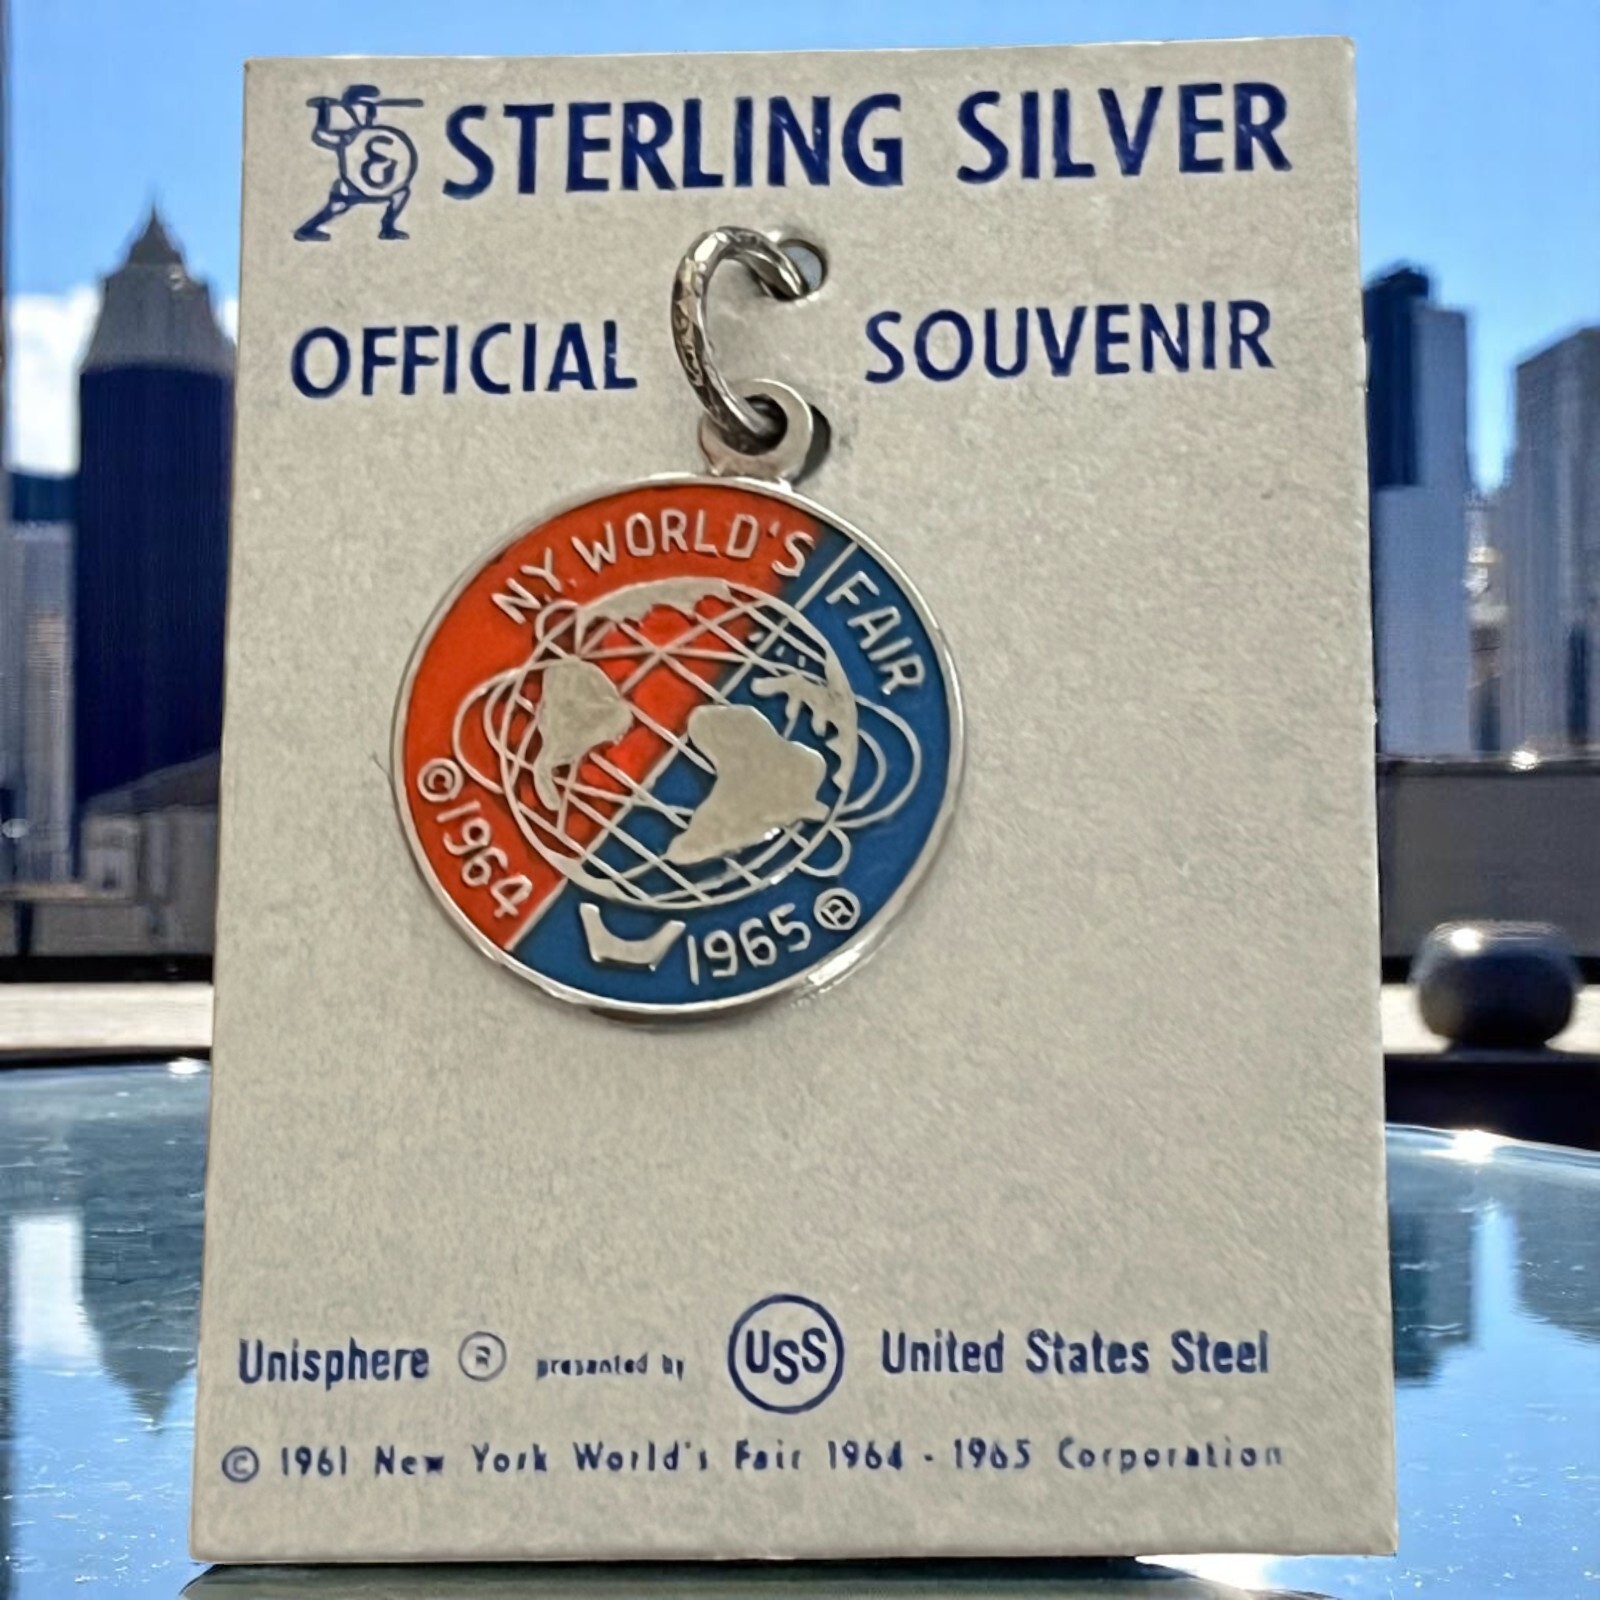 & STERLING SILVER
OFFICIAL SOUVENIR
N.Y. WORLD'S FAIR
© 1964
1965 ®
Unisphere ® presented by USS United States Steel
© 1961 New York World's Fair 1964 - 1965 Corporation